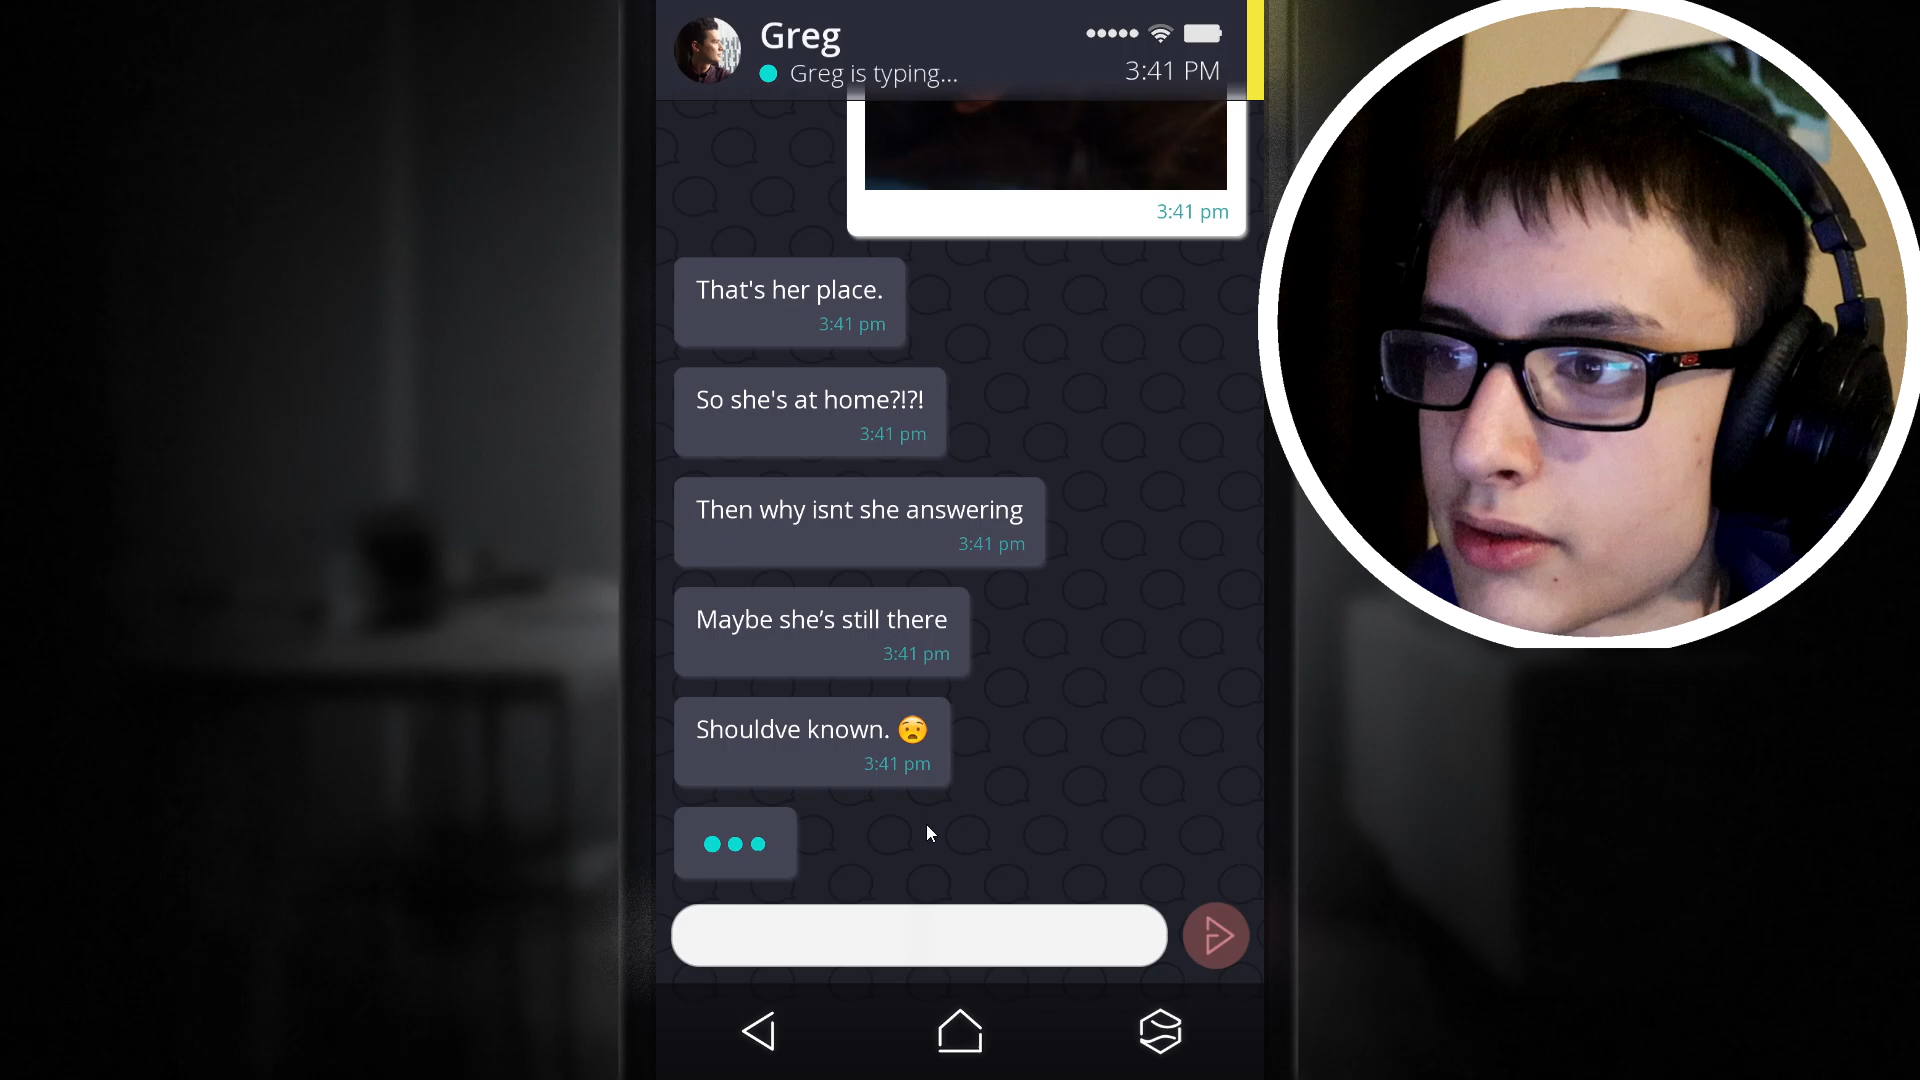 Greg
Greg is typing...
3:41 PM
3:41 pm
That's her place.
3:41 pm
So she's at home?!?!
3:41 pm
Then why isnt she answering
3:41 pm
Maybe she’s still there
3:41 pm
Shouldve known. 😧
3:41 pm